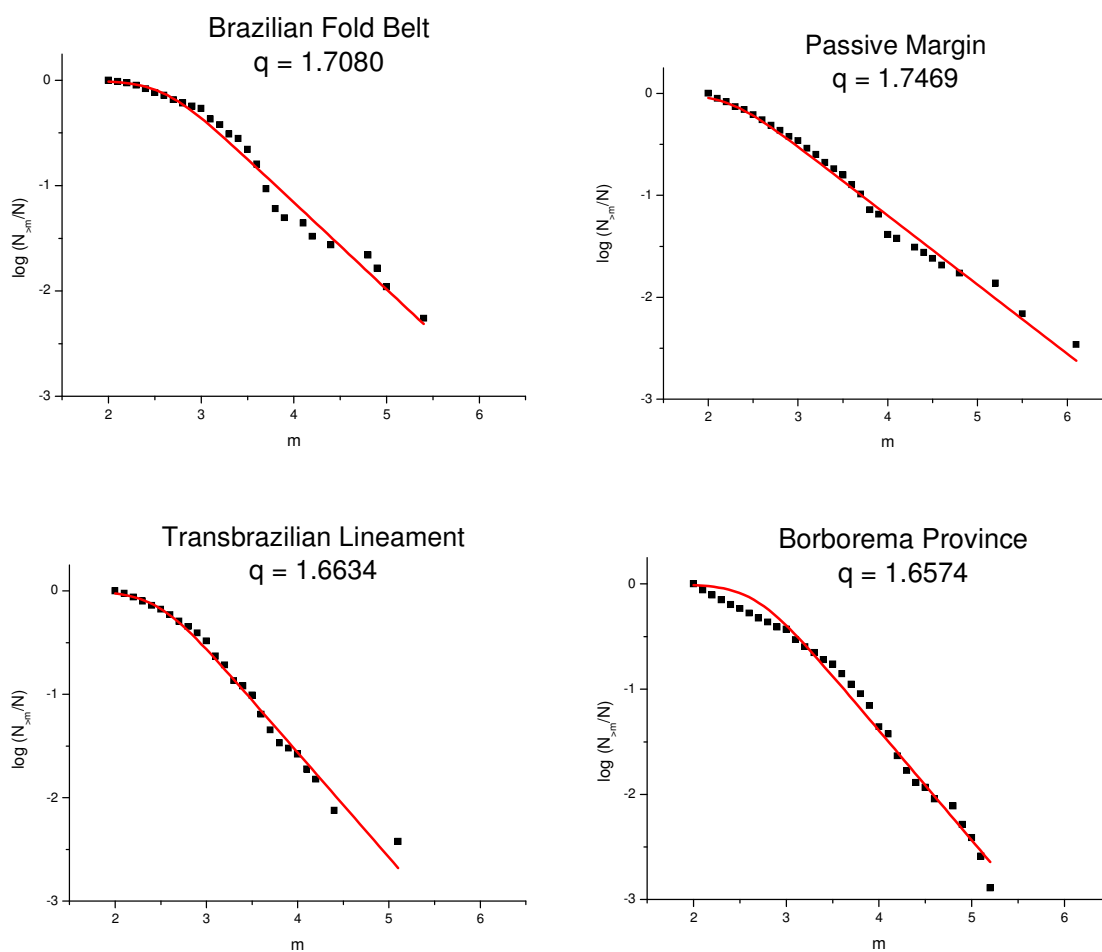 Brazilian Fold Belt
q = 1.7080
0
-1
-2
-3
log (N>m/N)
2 3 4 5 6
m
Passive Margin
q = 1.7469
0
-1
-2
-3
log (N>m/N)
2 3 4 5 6
m
Transbrazilian Lineament
q = 1.6634
0
-1
-2
-3
log (N>m/N)
2 3 4 5 6
m
Borborema Province
q = 1.6574
0
-1
-2
-3
log (N>m/N)
2 3 4 5 6
m